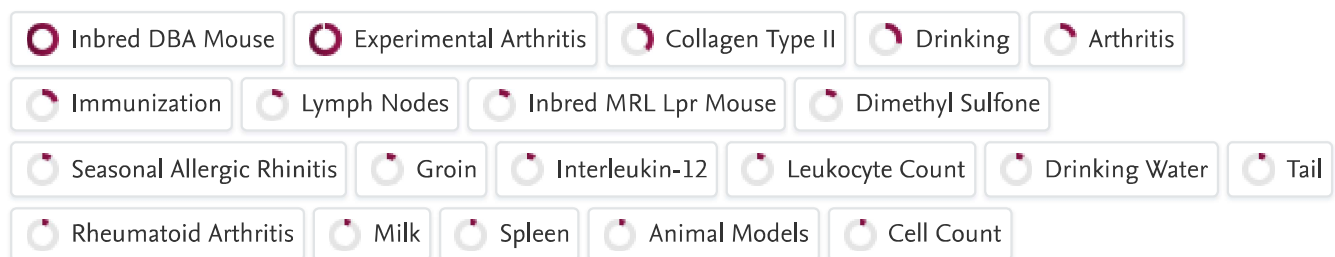 Inbred DBA Mouse Experimental Arthritis Collagen Type II Drinking Arthritis
Immunization Lymph Nodes Inbred MRL Lpr Mouse Dimethyl Sulfone
Seasonal Allergic Rhinitis Groin Interleukin-12 Leukocyte Count Drinking Water Tail
Rheumatoid Arthritis Milk Spleen Animal Models Cell Count